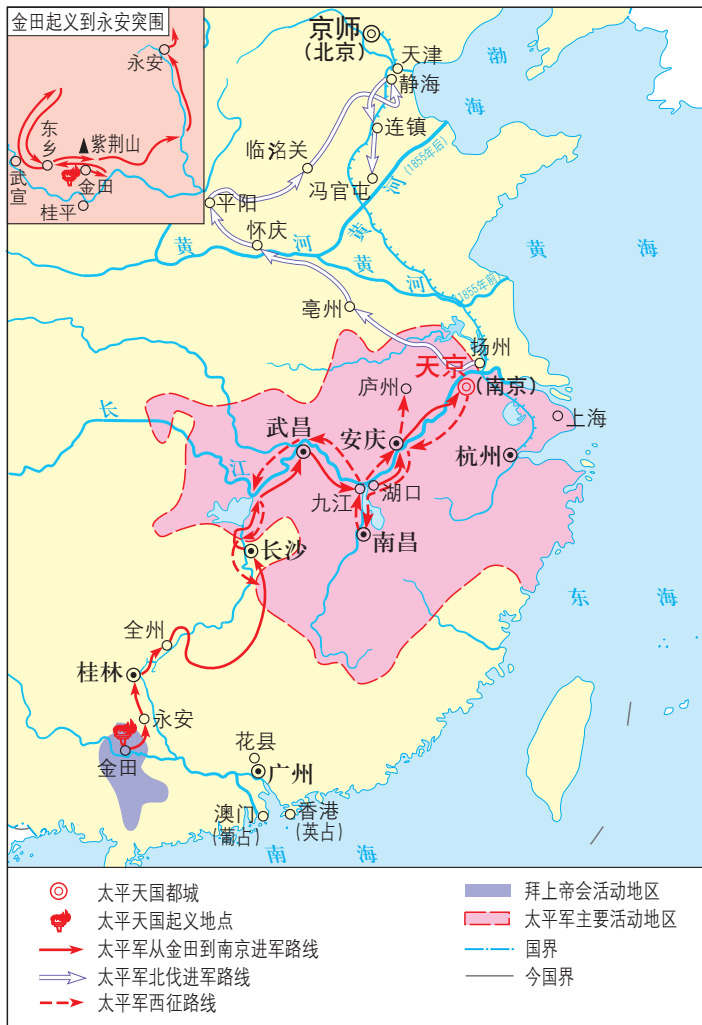 金田起义到永安突围
永安
东乡
紫荆山
武宣
金田
桂平
京师
(北京)
天津
静海
渤海
连镇
临洺关
冯官屯
(1855年后)
黄河
平阳
怀庆
黄河
黄河
(1855年前)
黄海
亳州
扬州
天京
(南京)
庐州
上海
长江
武昌
安庆
杭州
九江
湖口
南昌
长沙
东海
全州
桂林
永安
金田
花县
广州
澳门
(葡占)
香港
(英占)
南海
太平天国都城
太平天国起义地点
太平军从金田到南京进军路线
太平军北伐进军路线
太平军西征路线
拜上帝会活动地区
太平军主要活动地区
国界
今国界